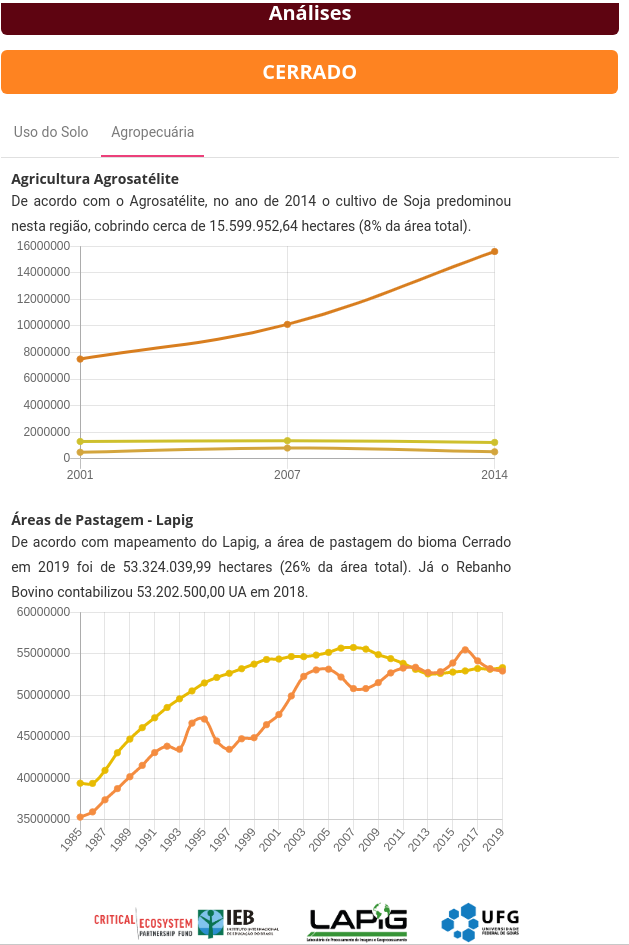 Análises
CERRADO
Uso do Solo Agropecuária
Agricultura Agrosatélite
De acordo com o Agrosatélite, no ano de 2014 o cultivo de Soja predominou
nesta região, cobrindo cerca de 15.599.952,64 hectares (8% da área total).
16000000
14000000
12000000
10000000
8000000
6000000
4000000
2000000
0
2001 2007 2014
Áreas de Pastagem - Lapig
De acordo com mapeamento do Lapig, a área de pastagem do bioma Cerrado
em 2019 foi de 53.324.039,99 hectares (26% da área total). Já o Rebanho
Bovino contabilizou 53.202.500,00 UA em 2018.
60000000
55000000
50000000
45000000
40000000
35000000
1985 1987 1989 1991 1993 1995 1997 1999 2001 2003 2005 2007 2009 2011 2013 2015 2017 2019
CRITICAL ECOSYSTEM
PARTNERSHIP FUND
IEB
INSTITUTO INTERNACIONAL
DE EDUCAÇÃO DO BRASIL
LAPIG
Laboratório de Processamento de Imagens e Geoprocessamento
UFG
UNIVERSIDADE
FEDERAL DE GOIÁS